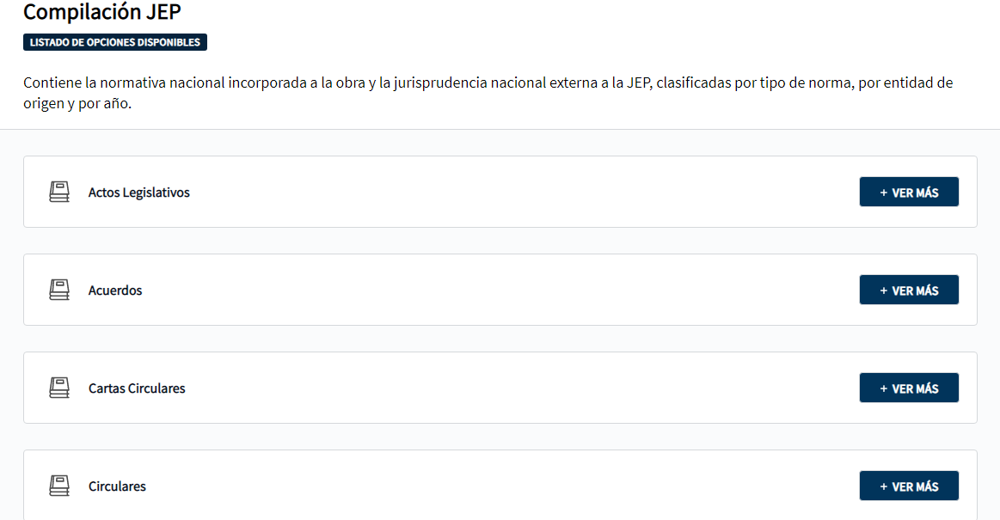 Compilación JEP
LISTADO DE OPCIONES DISPONIBLES
Contiene la normativa nacional incorporada a la obra y la jurisprudencia nacional externa a la JEP, clasificadas por tipo de norma, por entidad de
origen y por año.
Actos Legislativos
+ VER MÁS
Acuerdos
+ VER MÁS
Cartas Circulares
+ VER MÁS
Circulares
+ VER MÁS